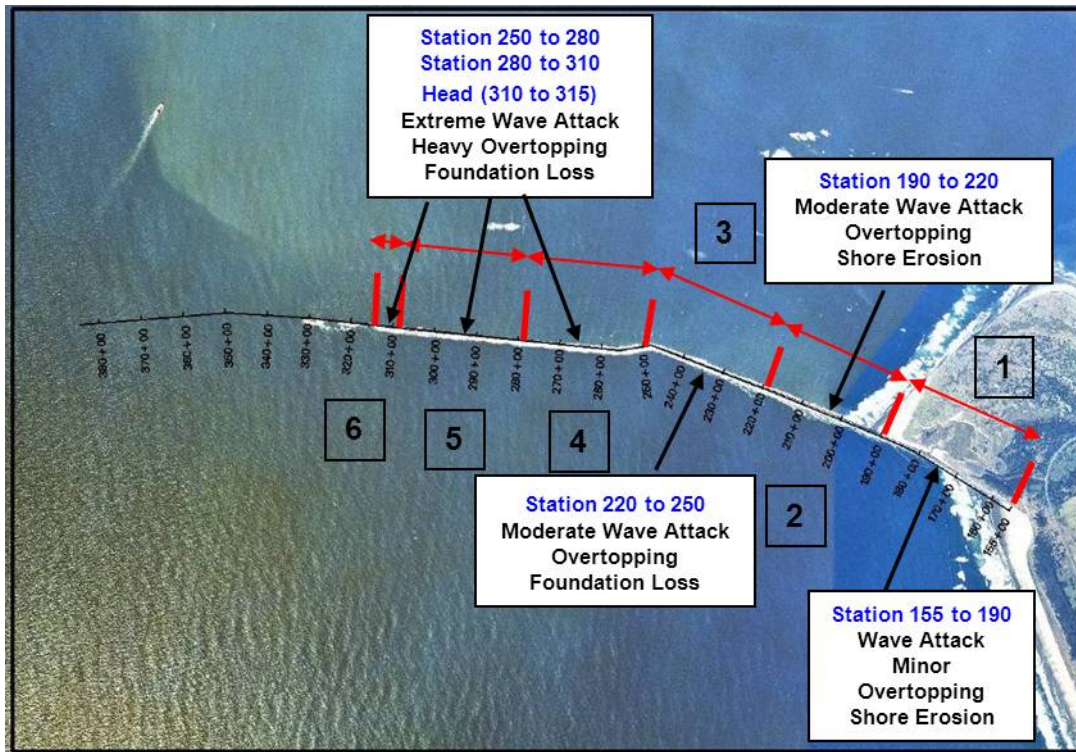 Station 250 to 280
Station 280 to 310
Head (310 to 315)
Extreme Wave Attack
Heavy Overtopping
Foundation Loss
Station 190 to 220
Moderate Wave Attack
Overtopping
Shore Erosion
3
1
380+00
370+00
360+00
350+00
340+00
330+00
320+00
310+00
300+00
290+00
280+00
270+00
260+00
250+00
240+00
230+00
220+00
210+00
200+00
190+00
180+00
170+00
160+00
155+00
6
5
4
2
Station 220 to 250
Moderate Wave Attack
Overtopping
Foundation Loss
Station 155 to 190
Wave Attack
Minor
Overtopping
Shore Erosion